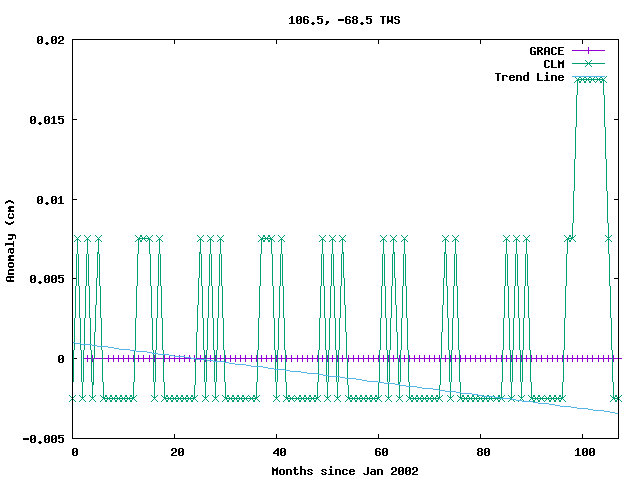 106.5, -68.5 TWS
GRACE
CLM
Trend Line
0.02
0.015
0.01
0.005
0
-0.005
Anomaly (cm)
0 20 40 60 80 100
Months since Jan 2002